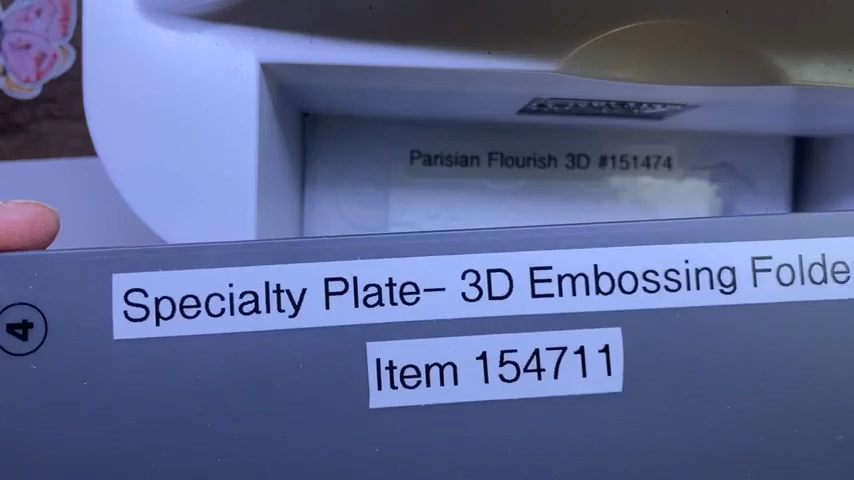 Parisian Flourish 3D #151474
Specialty Plate– 3D Embossing Folde
Item 154711
4